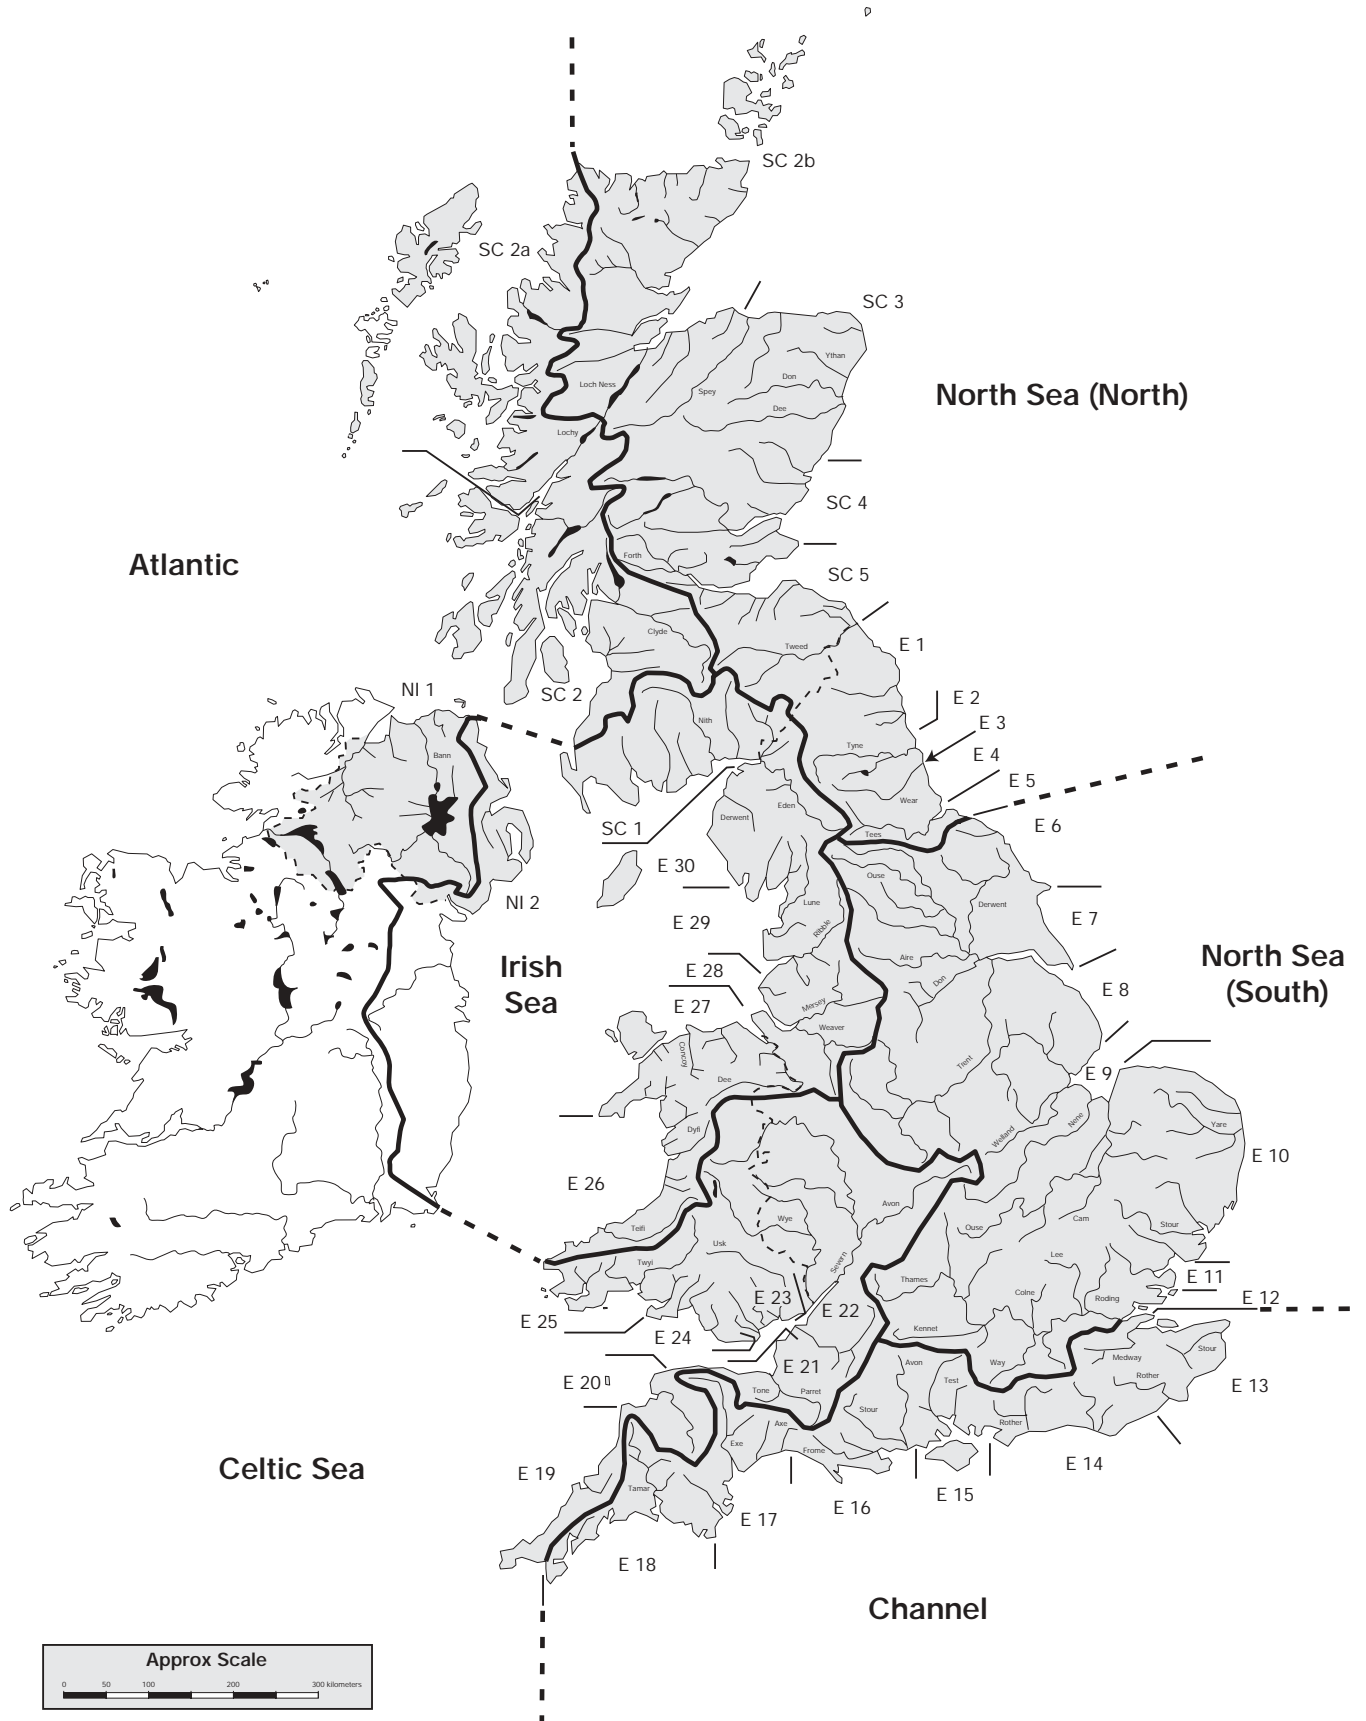 SC 2b
SC 2a
SC 3
Ythan
Loch Ness
Spey
Don
Dee
North Sea (North)
Lochy
SC 4
Atlantic
Forth
SC 5
Clyde
Tweed
E 1
NI 1
SC 2
E 2
Nith
E 3
Bann
Tyne
E 4
E 5
Eden
Wear
Derwent
SC 1
Tees
E 6
E 30
Ouse
NI 2
Lune
Derwent
E 29
Ribble
E 7
Irish
Sea
Aire
North Sea
(South)
E 28
Don
E 8
E 27
Mersey
Weaver
Conwy
Trent
E 9
Dee
Dyfi
Welland
Nene
Yare
E 10
E 26
Wye
Avon
Cam
Teifi
Usk
Ouse
Stour
Twyi
Severn
Lee
Thames
E 11
E 23
Colne
Roding
E 12
E 25
E 22
E 24
Kennet
Stour
E 21
Avon
Way
Medway
Rother
E 20
Tone
Parret
Test
E 13
Stour
Axe
Rother
Exe
Frome
E 14
Celtic Sea
E 19
Tamar
E 15
E 16
E 17
E 18
Channel
Approx Scale
0 50 100 200 300 kilometers